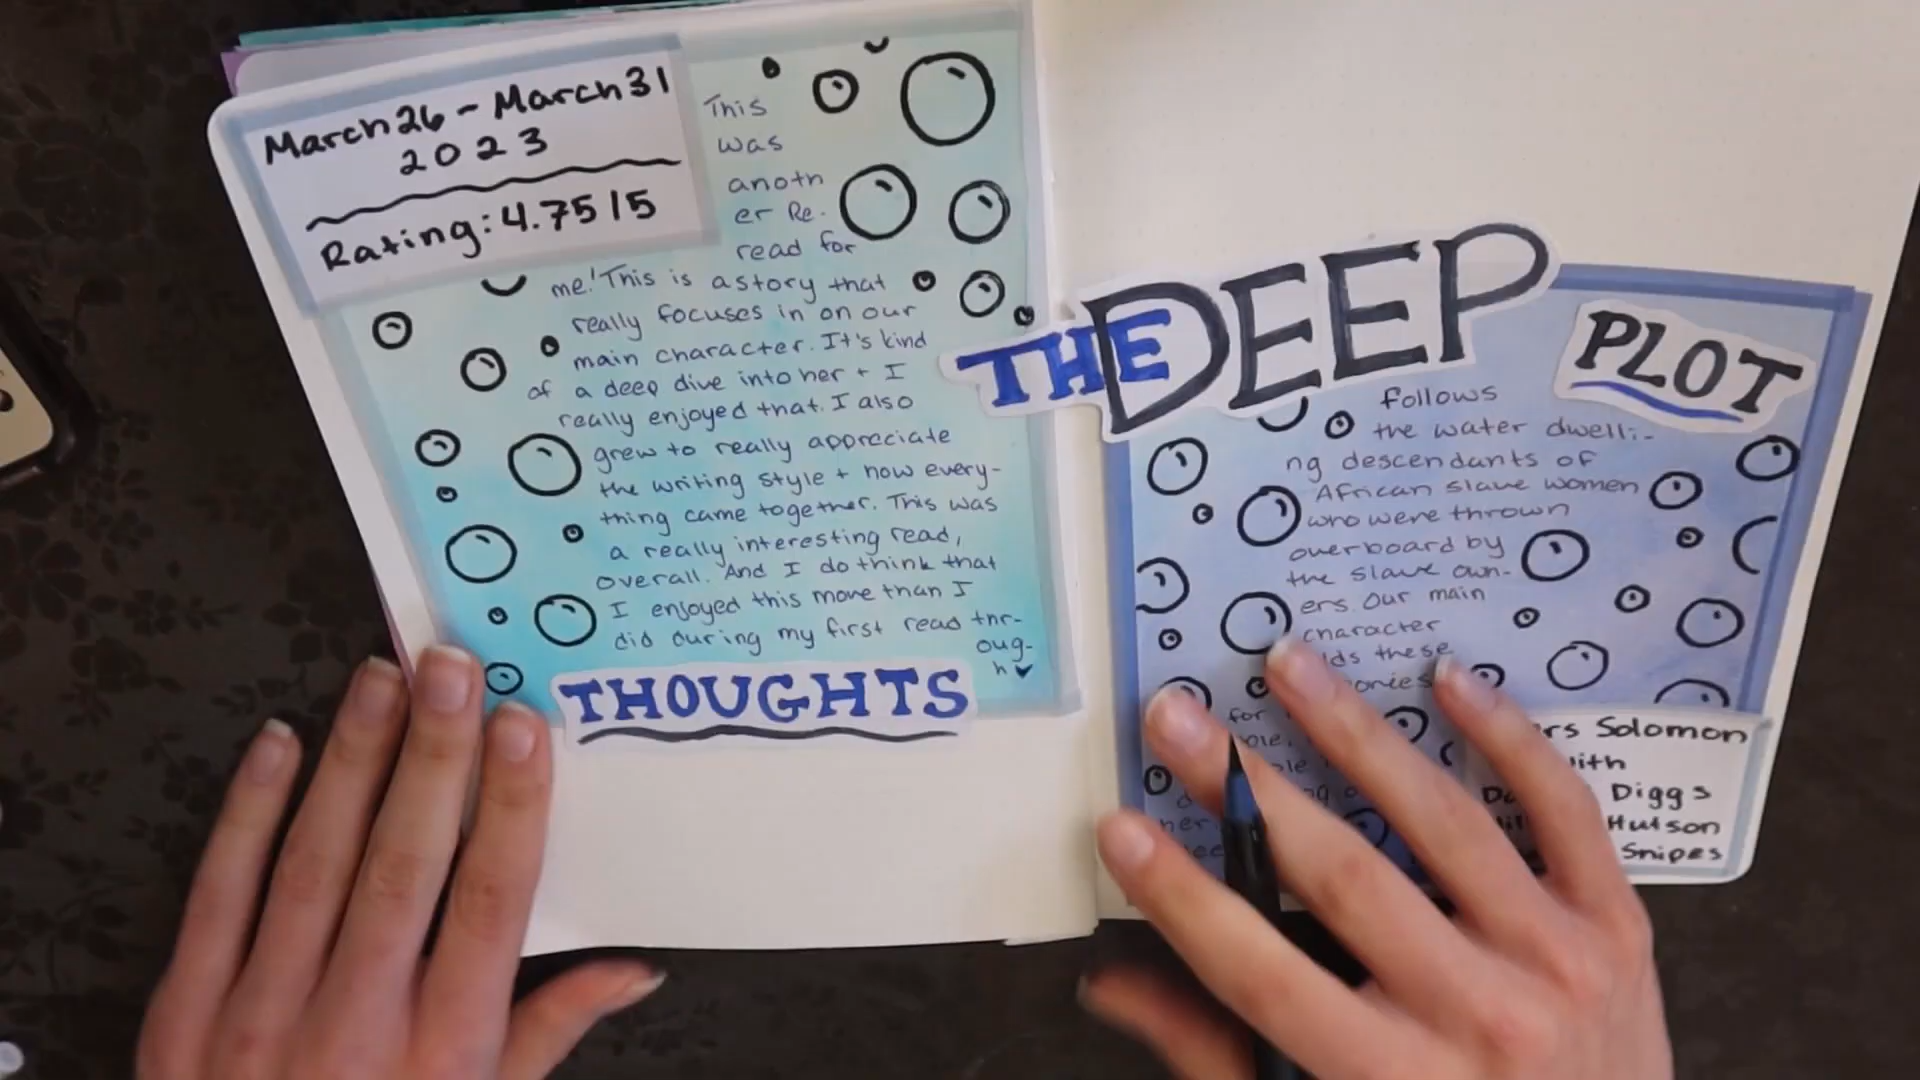 March 26 - March 31
2023
Rating: 4.75/5
This
was
anoth
er Re-
read for
me! This is a story that
really focuses in on our
main character. It's kind
of a deep dive into her + I
really enjoyed that. I also
grew to really appreciate
the writing style + how every-
thing came together. This was
a really interesting read,
overall. And I do think that
I enjoyed this more than I
did during my first read thr-
oug-
h
THOUGHTS
THE DEEP
PLOT
follows
the water dwelli-
ng descendants of
African slave women
who were thrown
overboard by
the slave own-
ers. Our main
character
these
for
Solomon
Diggs
Hutson
Snipes